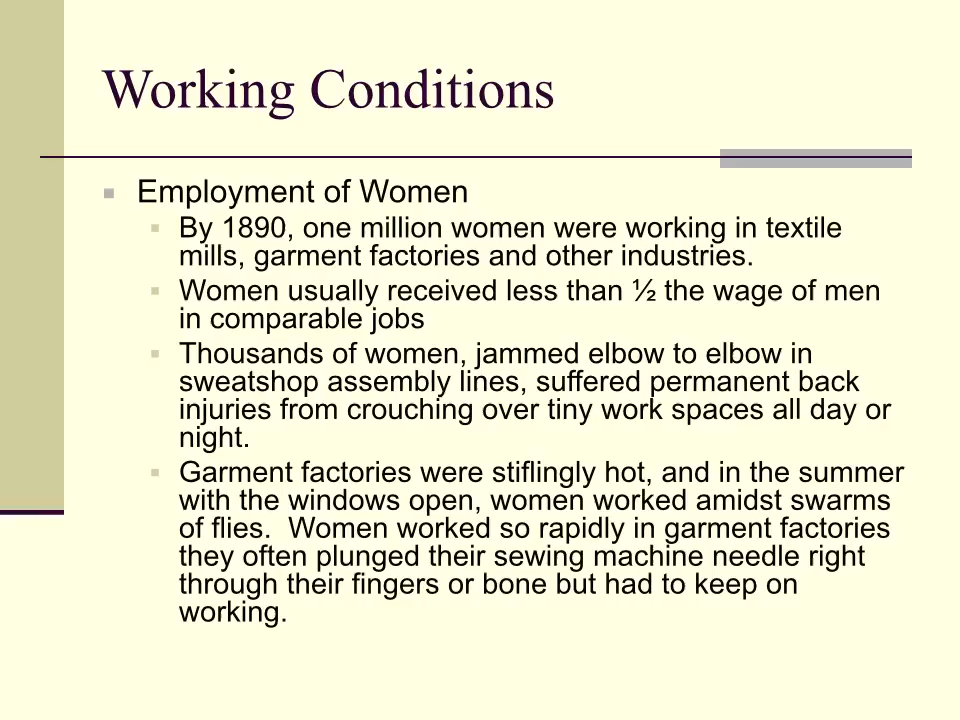 Working Conditions
Employment of Women
By 1890, one million women were working in textile
mills, garment factories and other industries.
Women usually received less than ½ the wage of men
in comparable jobs
Thousands of women, jammed elbow to elbow in
sweatshop assembly lines, suffered permanent back
injuries from crouching over tiny work spaces all day or
night.
Garment factories were stiflingly hot, and in the summer
with the windows open, women worked amidst swarms
of flies.  Women worked so rapidly in garment factories
they often plunged their sewing machine needle right
through their fingers or bone but had to keep on
working.